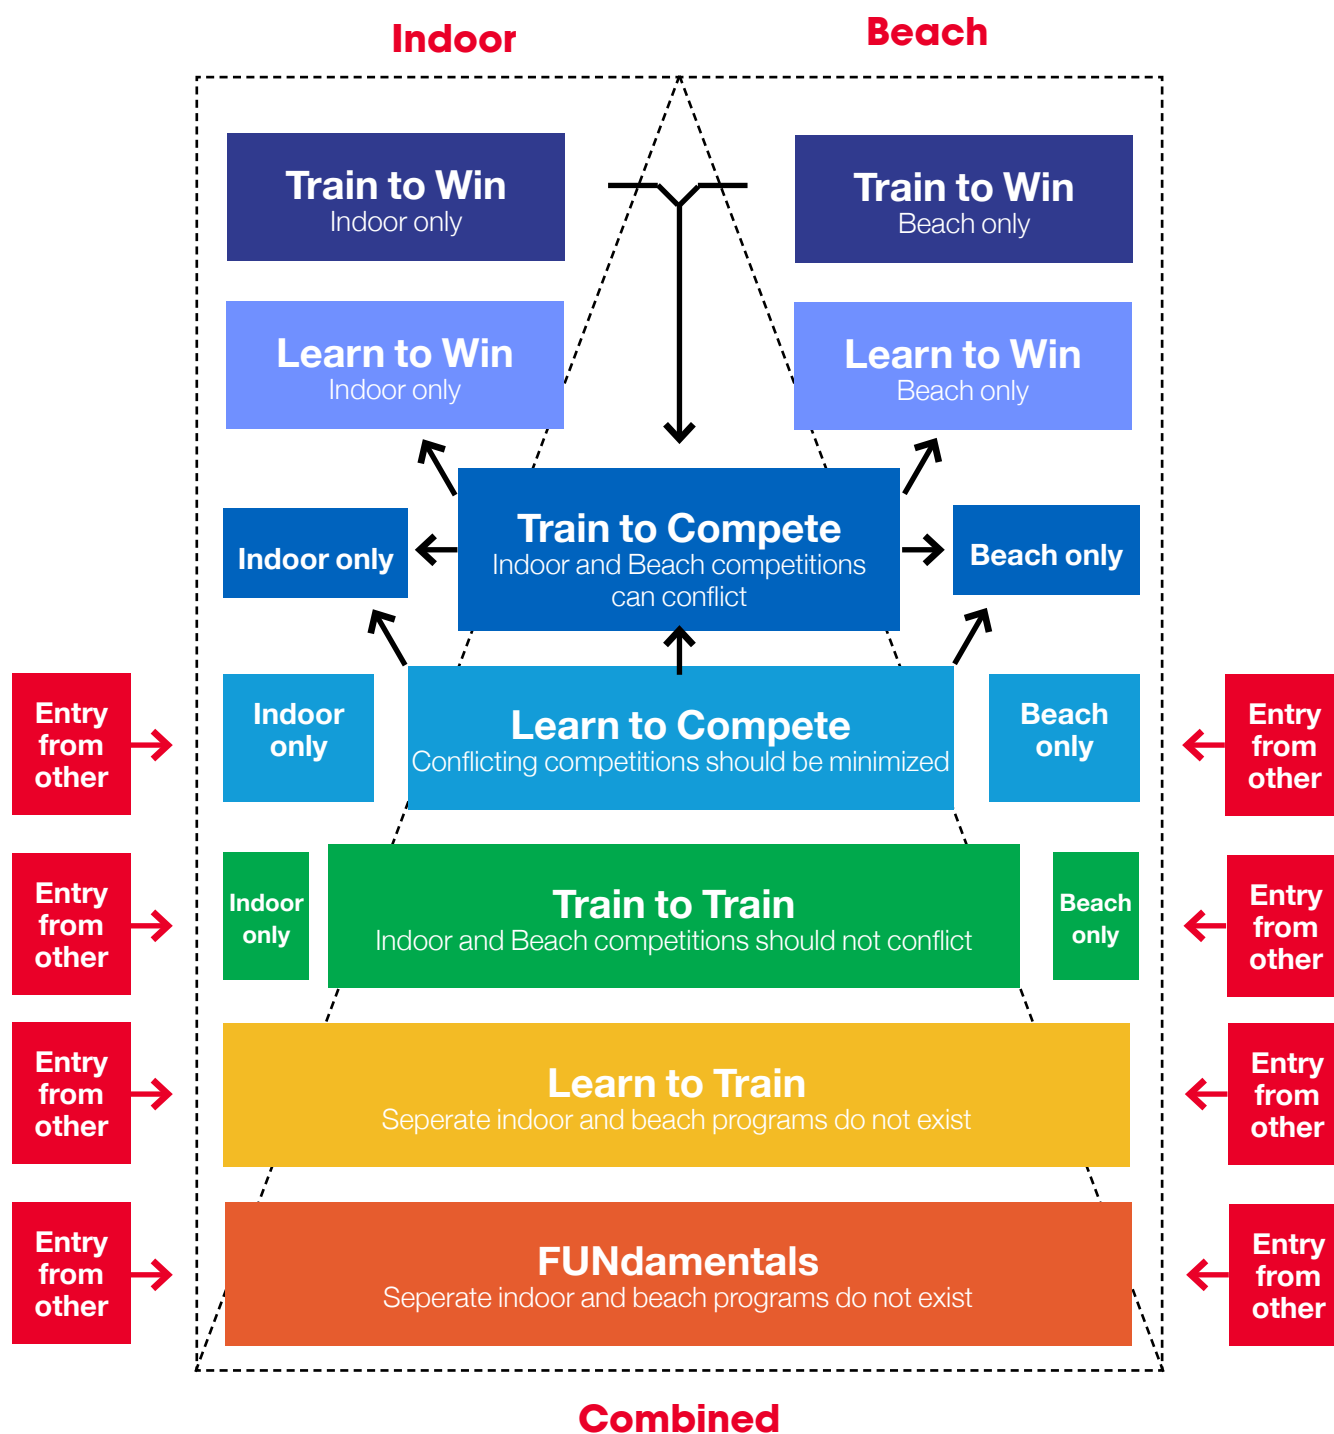 Indoor
Beach
Train to Win
Indoor only
Train to Win
Beach only
Learn to Win
Indoor only
Learn to Win
Beach only
Indoor only
Train to Compete
Indoor and Beach competitions
can conflict
Beach only
Entry
from
other
Indoor
only
Learn to Compete
Conflicting competitions should be minimized
Beach
only
Entry
from
other
Entry
from
other
Indoor
only
Train to Train
Indoor and Beach competitions should not conflict
Beach
only
Entry
from
other
Entry
from
other
Learn to Train
Seperate indoor and beach programs do not exist
Entry
from
other
Entry
from
other
FUNdamentals
Seperate indoor and beach programs do not exist
Entry
from
other
Combined